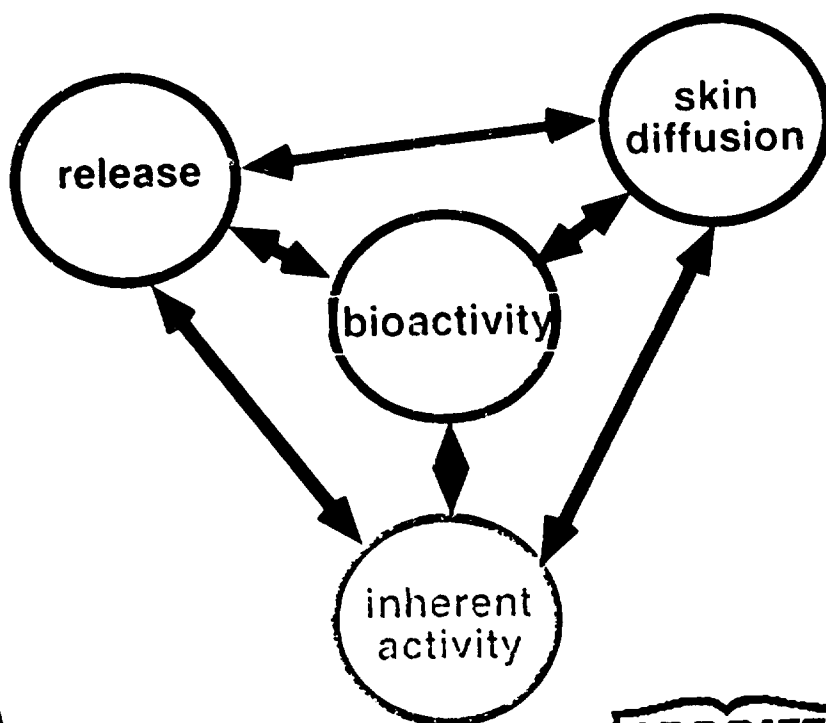 skin
diffusion
release
bioactivity
inherent
activity